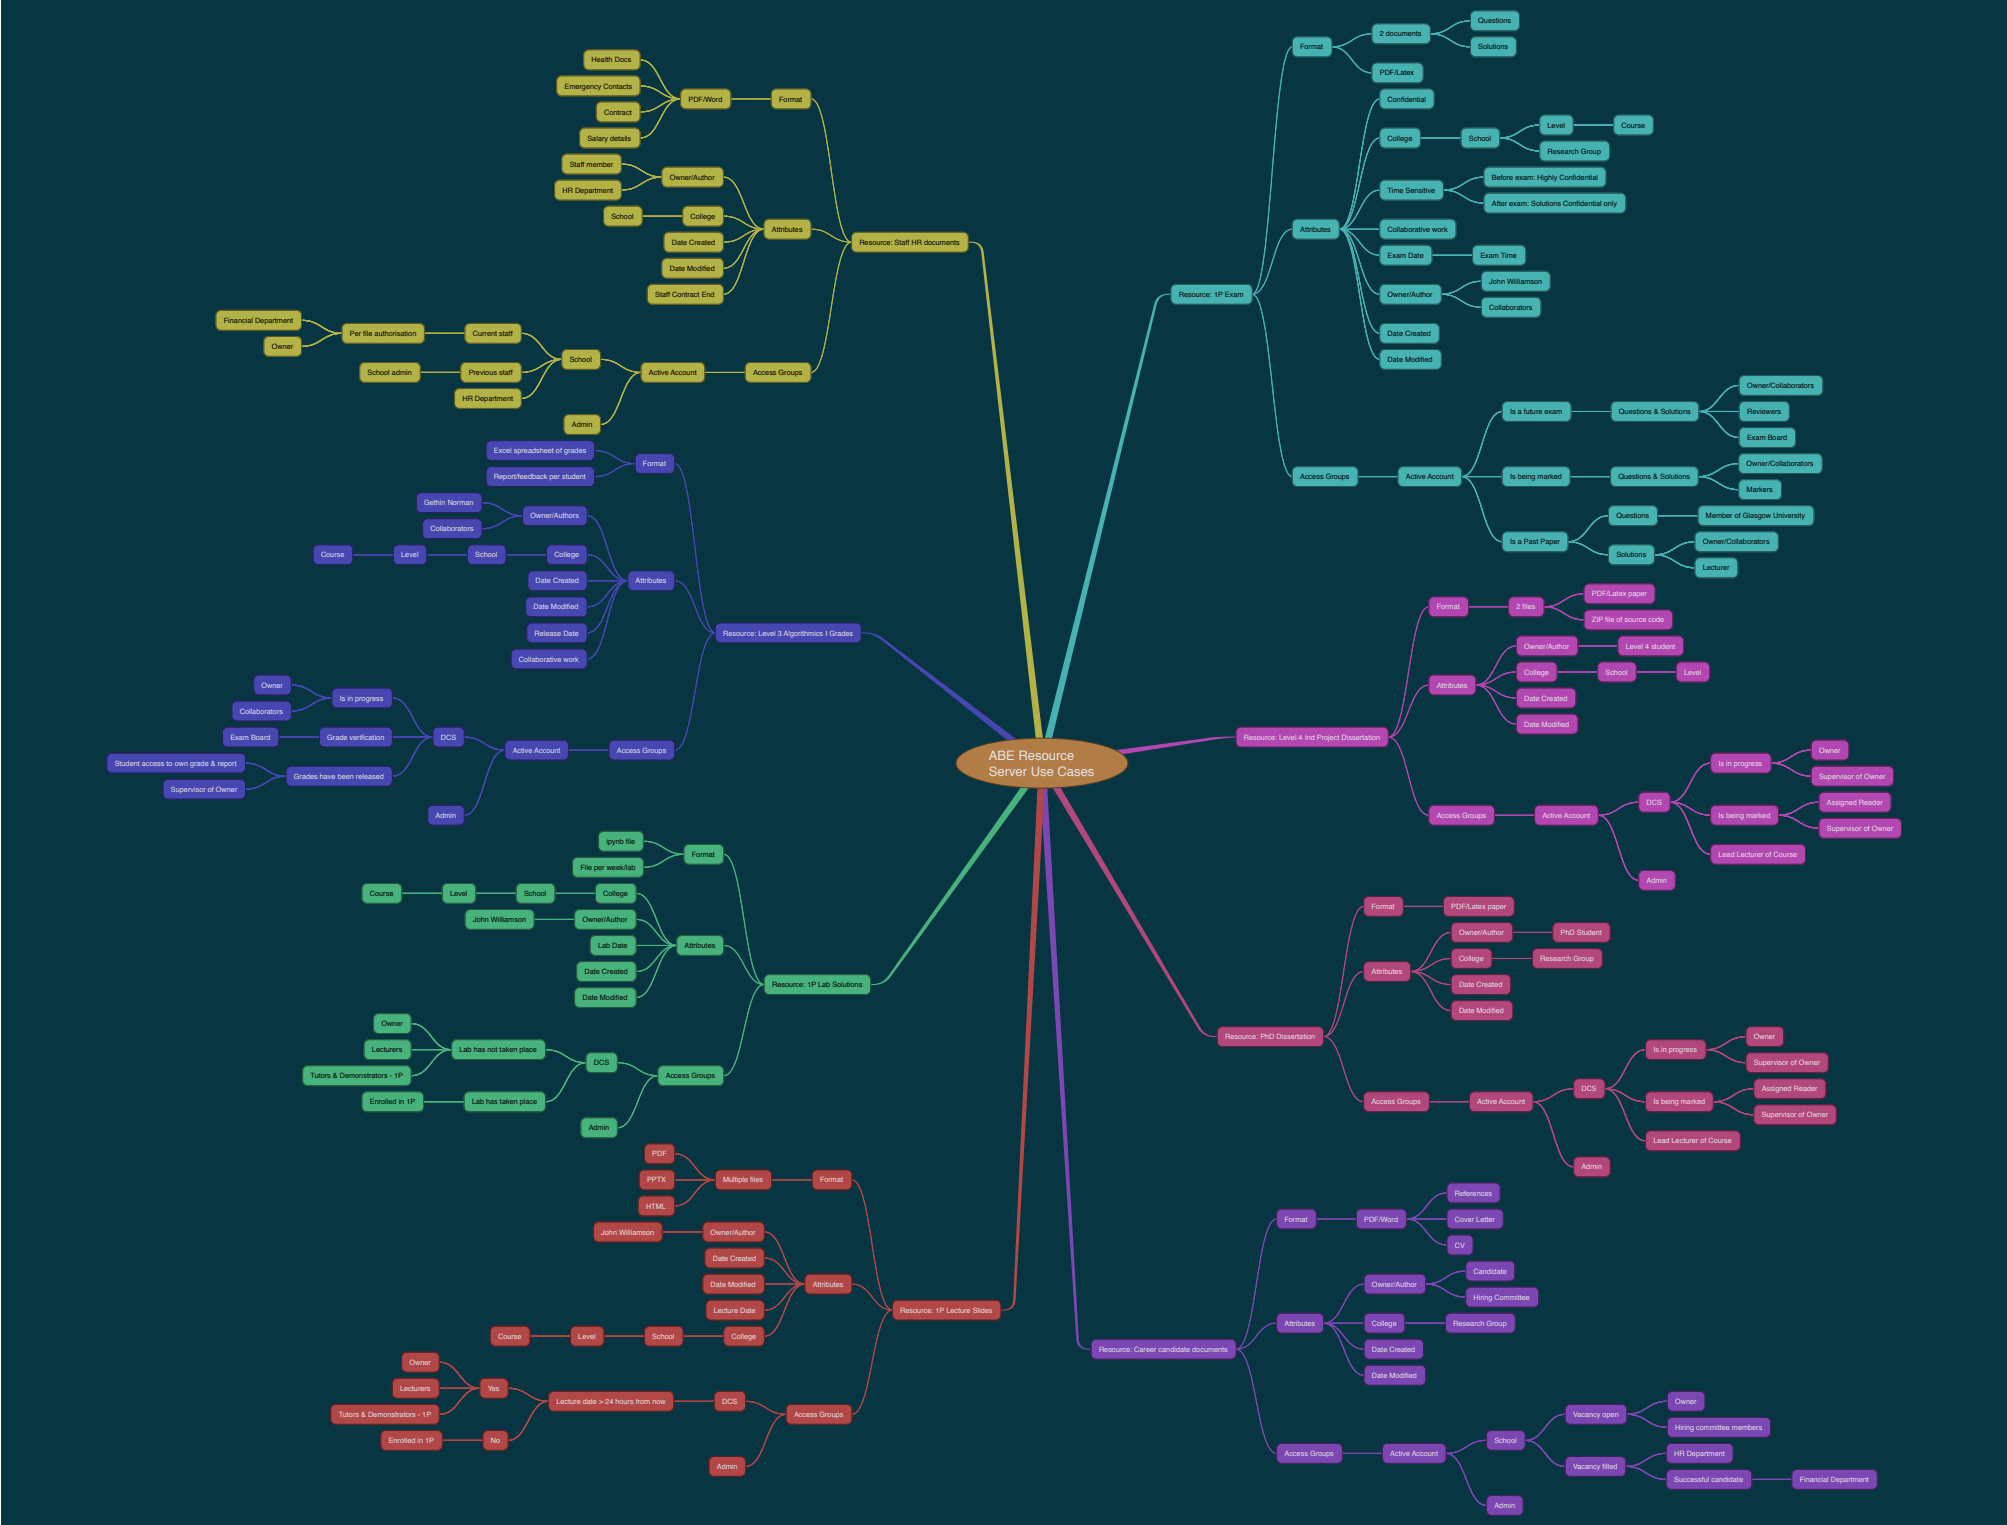 ABE Resource
Server Use Cases
Resource: Staff HR documents
Format
PDF/Word
Health Docs
Emergency Contacts
Contract
Salary details
Attributes
Owner/Author
Staff member
HR Department
College
School
Date Created
Date Modified
Staff Contract End
Access Groups
Active Account
School
Current staff
Per file authorisation
Financial Department
Owner
Previous staff
School admin
HR Department
Admin
Resource: Level 3 Algorithmics I Grades
Format
Excel spreadsheet of grades
Report/feedback per student
Attributes
Owner/Authors
Gethin Norman
Collaborators
College
School
Level
Course
Date Created
Date Modified
Release Date
Collaborative work
Access Groups
Active Account
DCS
Is in progress
Owner
Collaborators
Grade verification
Exam Board
Grades have been released
Student access to own grade & report
Supervisor of Owner
Admin
Resource: 1P Lab Solutions
Format
ipynb file
File per week/lab
Attributes
College
School
Level
Course
Owner/Author
John Williamson
Lab Date
Date Created
Date Modified
Access Groups
DCS
Lab has not taken place
Owner
Lecturers
Tutors & Demonstrators - 1P
Lab has taken place
Enrolled in 1P
Admin
Resource: 1P Lecture Slides
Format
Multiple files
PDF
PPTX
HTML
Attributes
Owner/Author
John Williamson
Date Created
Date Modified
Lecture Date
College
School
Level
Course
Access Groups
DCS
Lecture date > 24 hours from now
Yes
Owner
Lecturers
Tutors & Demonstrators - 1P
No
Enrolled in 1P
Admin
Resource: 1P Exam
Format
2 documents
Questions
Solutions
PDF/Latex
Attributes
Confidential
College
School
Level
Course
Research Group
Time Sensitive
Before exam: Highly Confidential
After exam: Solutions Confidential only
Collaborative work
Exam Date
Exam Time
Owner/Author
John Williamson
Collaborators
Date Created
Date Modified
Access Groups
Active Account
Is a future exam
Questions & Solutions
Owner/Collaborators
Reviewers
Exam Board
Is being marked
Questions & Solutions
Owner/Collaborators
Markers
Is a Past Paper
Questions
Member of Glasgow University
Solutions
Owner/Collaborators
Lecturer
Resource: Level 4 Ind Project Dissertation
Format
2 files
PDF/Latex paper
ZIP file of source code
Attributes
Owner/Author
Level 4 student
College
School
Level
Date Created
Date Modified
Access Groups
Active Account
DCS
Is in progress
Owner
Supervisor of Owner
Is being marked
Assigned Reader
Supervisor of Owner
Lead Lecturer of Course
Admin
Resource: PhD Dissertation
Format
PDF/Latex paper
Attributes
Owner/Author
PhD Student
College
Research Group
Date Created
Date Modified
Access Groups
Active Account
DCS
Is in progress
Owner
Supervisor of Owner
Is being marked
Assigned Reader
Supervisor of Owner
Lead Lecturer of Course
Admin
Resource: Career candidate documents
Format
PDF/Word
References
Cover Letter
CV
Attributes
Owner/Author
Candidate
Hiring Committee
College
Research Group
Date Created
Date Modified
Access Groups
Active Account
School
Vacancy open
Owner
Hiring committee members
Vacancy filled
HR Department
Successful candidate
Financial Department
Admin